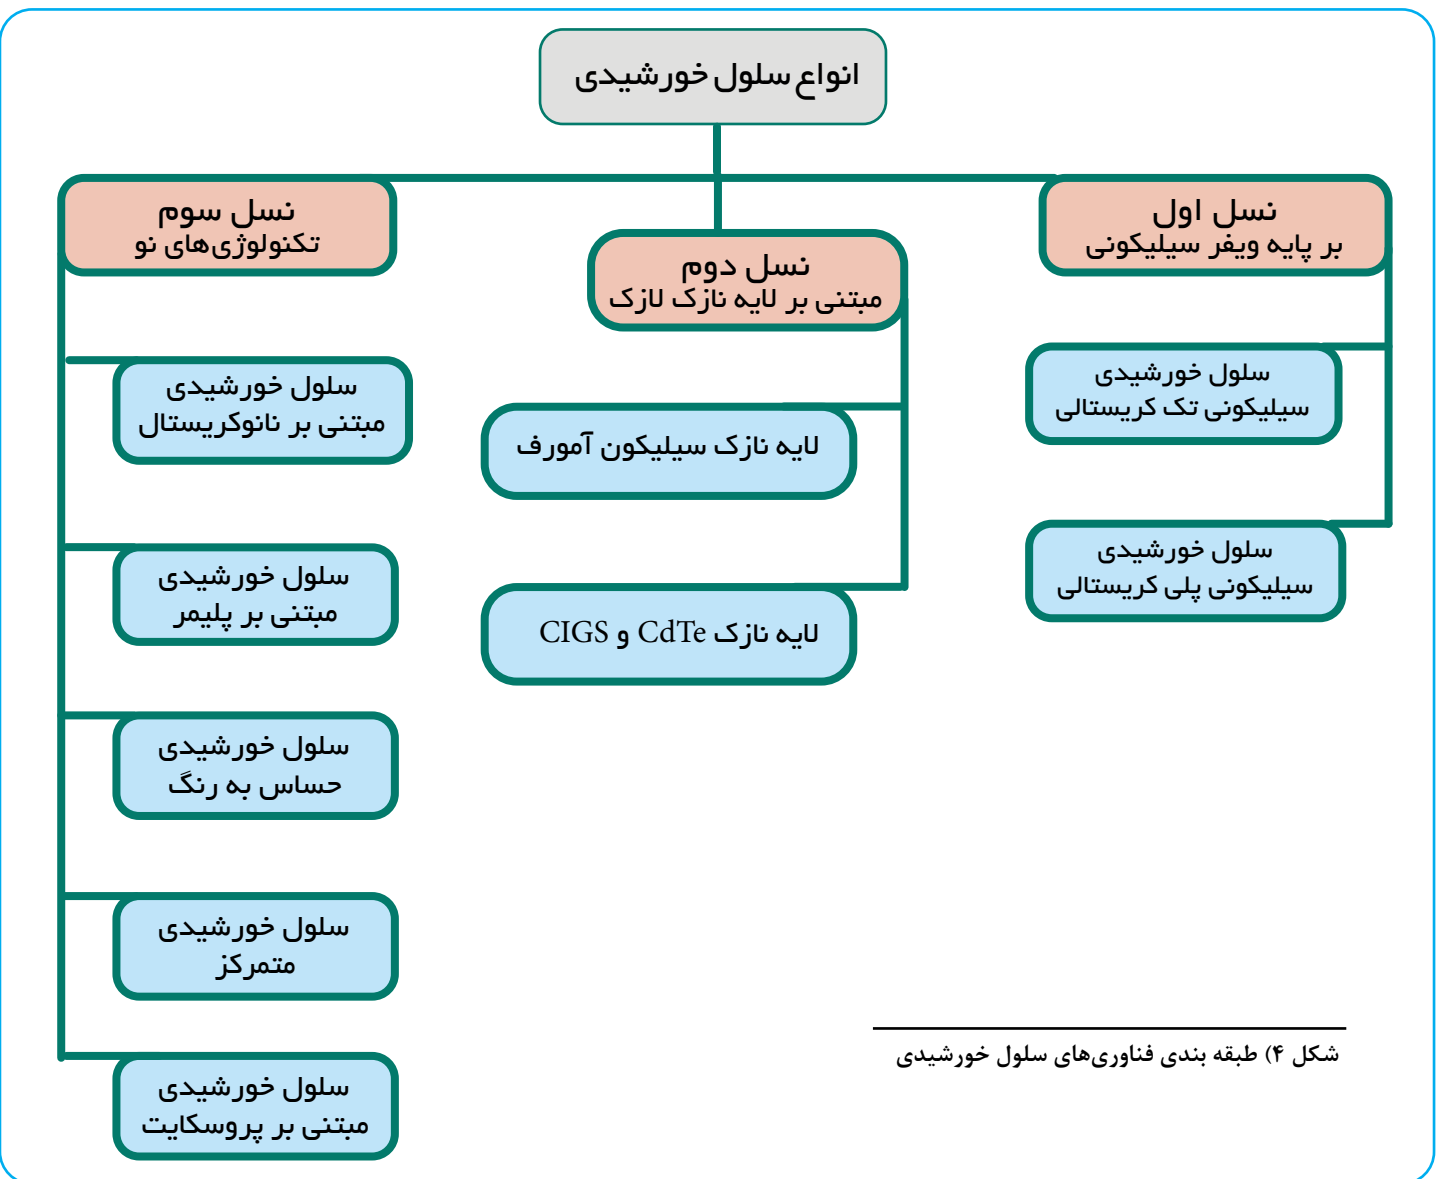 انواع سلول خورشیدی
نسل اول
بر پایه ویفر سیلیکونی
سلول خورشیدی
سیلیکونی تک کریستالی
سلول خورشیدی
سیلیکونی پلی کریستالی
نسل دوم
مبتنی بر لایه نازک لازک
لایه نازک سیلیکون آمورف
لایه نازک CdTe و CIGS
نسل سوم
تکنولوژی‌های نو
سلول خورشیدی
مبتنی بر نانوکریستال
سلول خورشیدی
مبتنی بر پلیمر
سلول خورشیدی
حساس به رنگ
سلول خورشیدی
متمرکز
سلول خورشیدی
مبتنی بر پروسکایت
شکل ۴) طبقه بندی فناوری‌های سلول خورشیدی